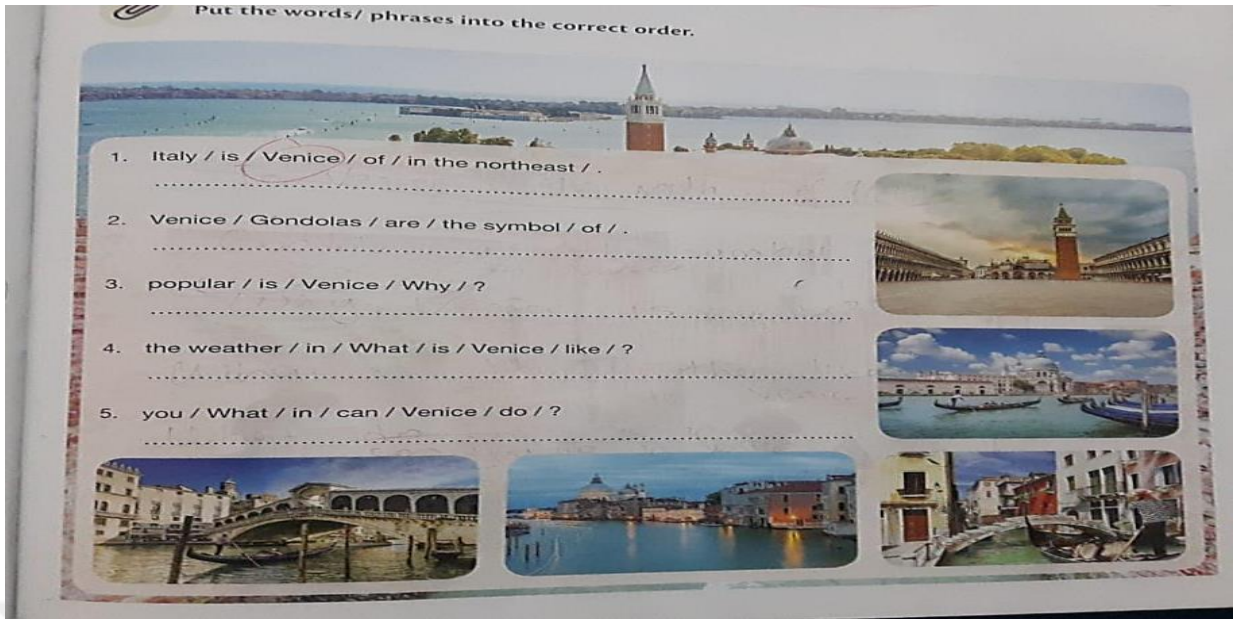 Put the words/ phrases into the correct order.
1. Italy / is / Venice / of / in the northeast / .
2. Venice / Gondolas / are / the symbol / of / .
3. popular / is / Venice / Why / ?
4. the weather / in / What / is / Venice / like / ?
5. you / What / in / can / Venice / do / ?